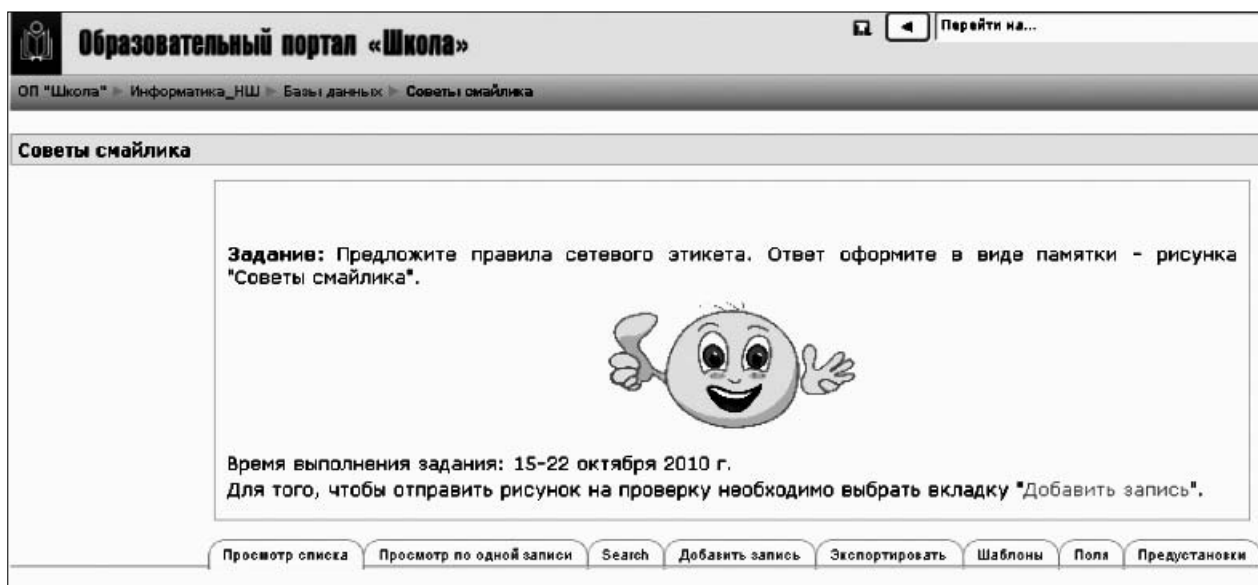 Образовательный портал «Школа»
Перейти на...
ОП "Школа" ► Информатика_НШ ► Базы данных ► Советы смайлика
Советы смайлика
Задание: Предложите правила сетевого этикета. Ответ оформите в виде памятки - рисунка
"Советы смайлика".
Время выполнения задания: 15-22 октября 2010 г.
Для того, чтобы отправить рисунок на проверку необходимо выбрать вкладку "Добавить запись".
Просмотр списка Просмотр по одной записи Search Добавить запись Экспортировать Шаблоны Поля Предустановки